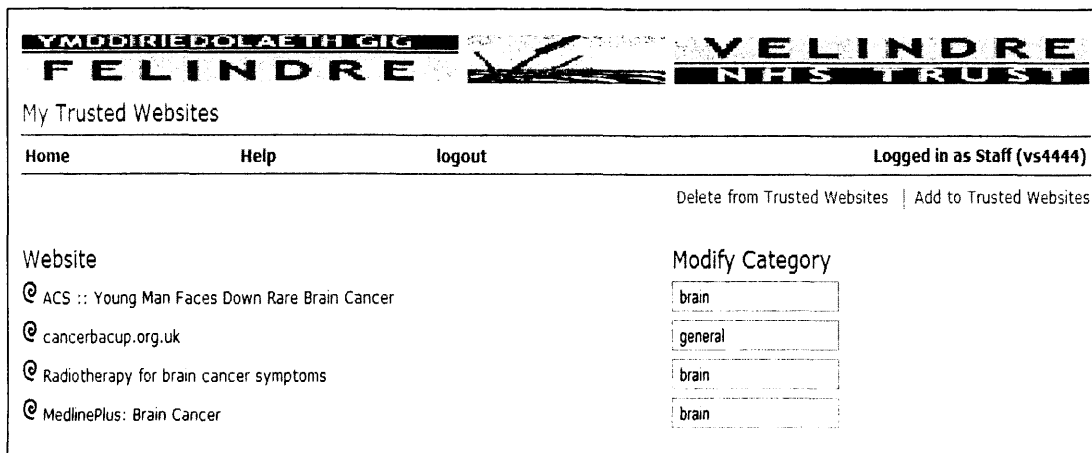 YMDDIRIEDOLAETH GIG
FELINDRE
VELINDRE
NHS TRUST
My Trusted Websites
Home Help logout Logged in as Staff (vs4444)
Delete from Trusted Websites | Add to Trusted Websites
Website Modify Category
ACS :: Young Man Faces Down Rare Brain Cancer brain
cancerbacup.org.uk general
Radiotherapy for brain cancer symptoms brain
MedlinePlus: Brain Cancer brain